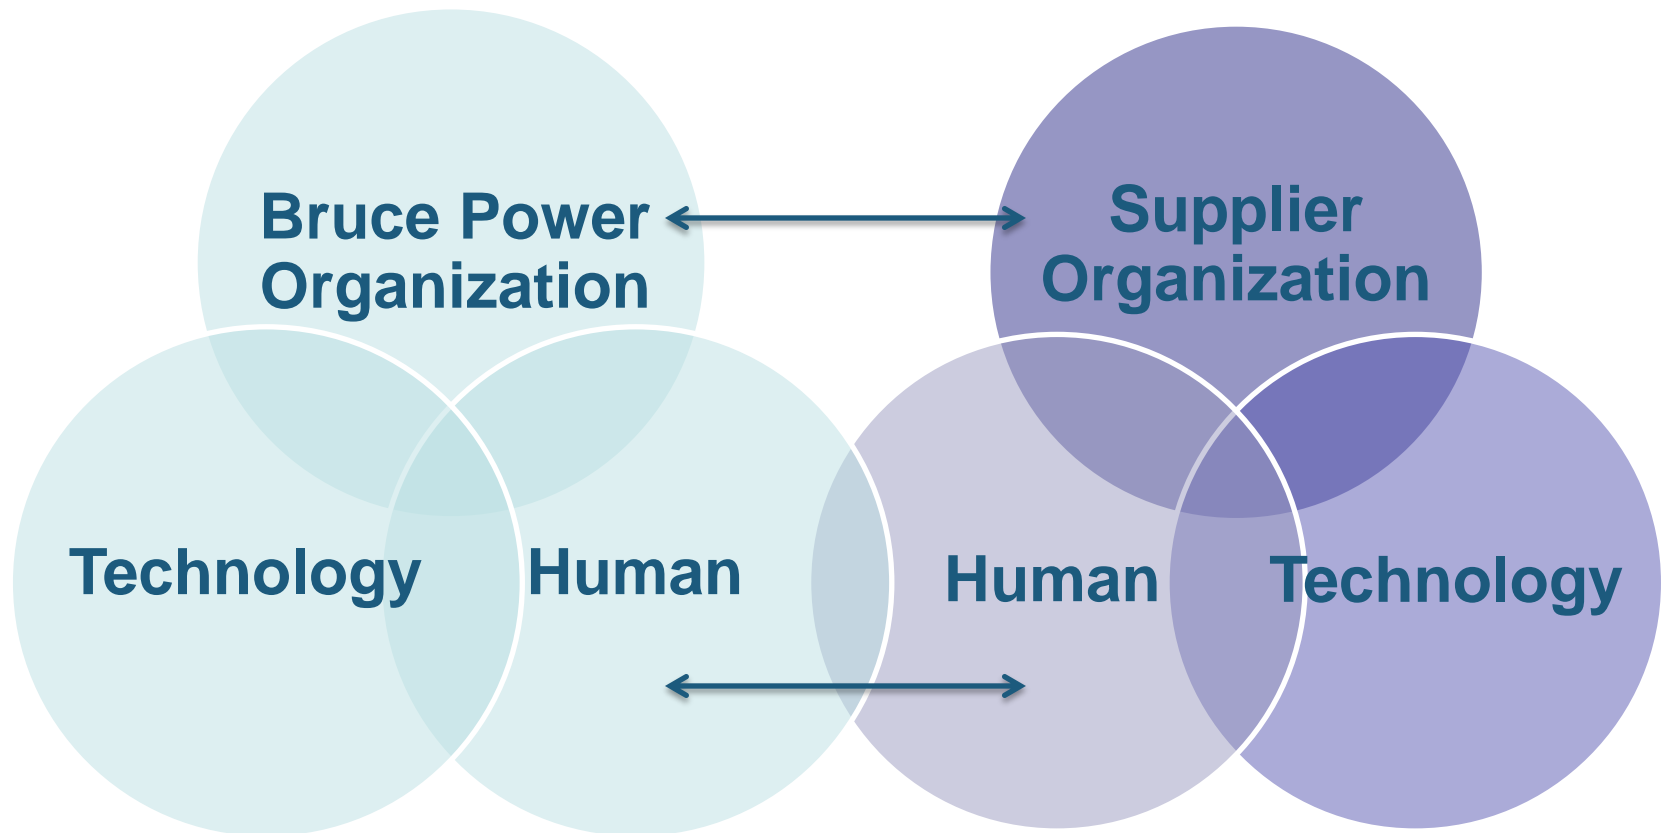 Bruce Power
Organization
Supplier
Organization
Technology
Human
Human
Technology